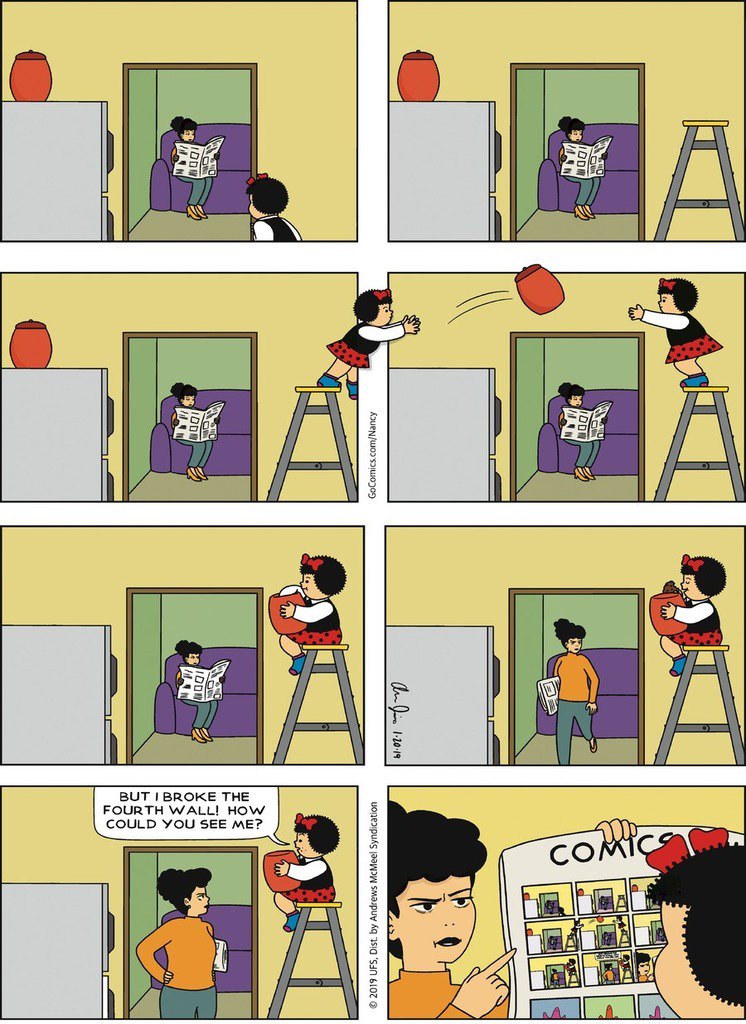 GoComics.com/Nancy
1-20-19
BUT I BROKE THE
FOURTH WALL! HOW
COULD YOU SEE ME?
© 2019 UFS, Dist. by Andrews McMeel Syndication
COMICS